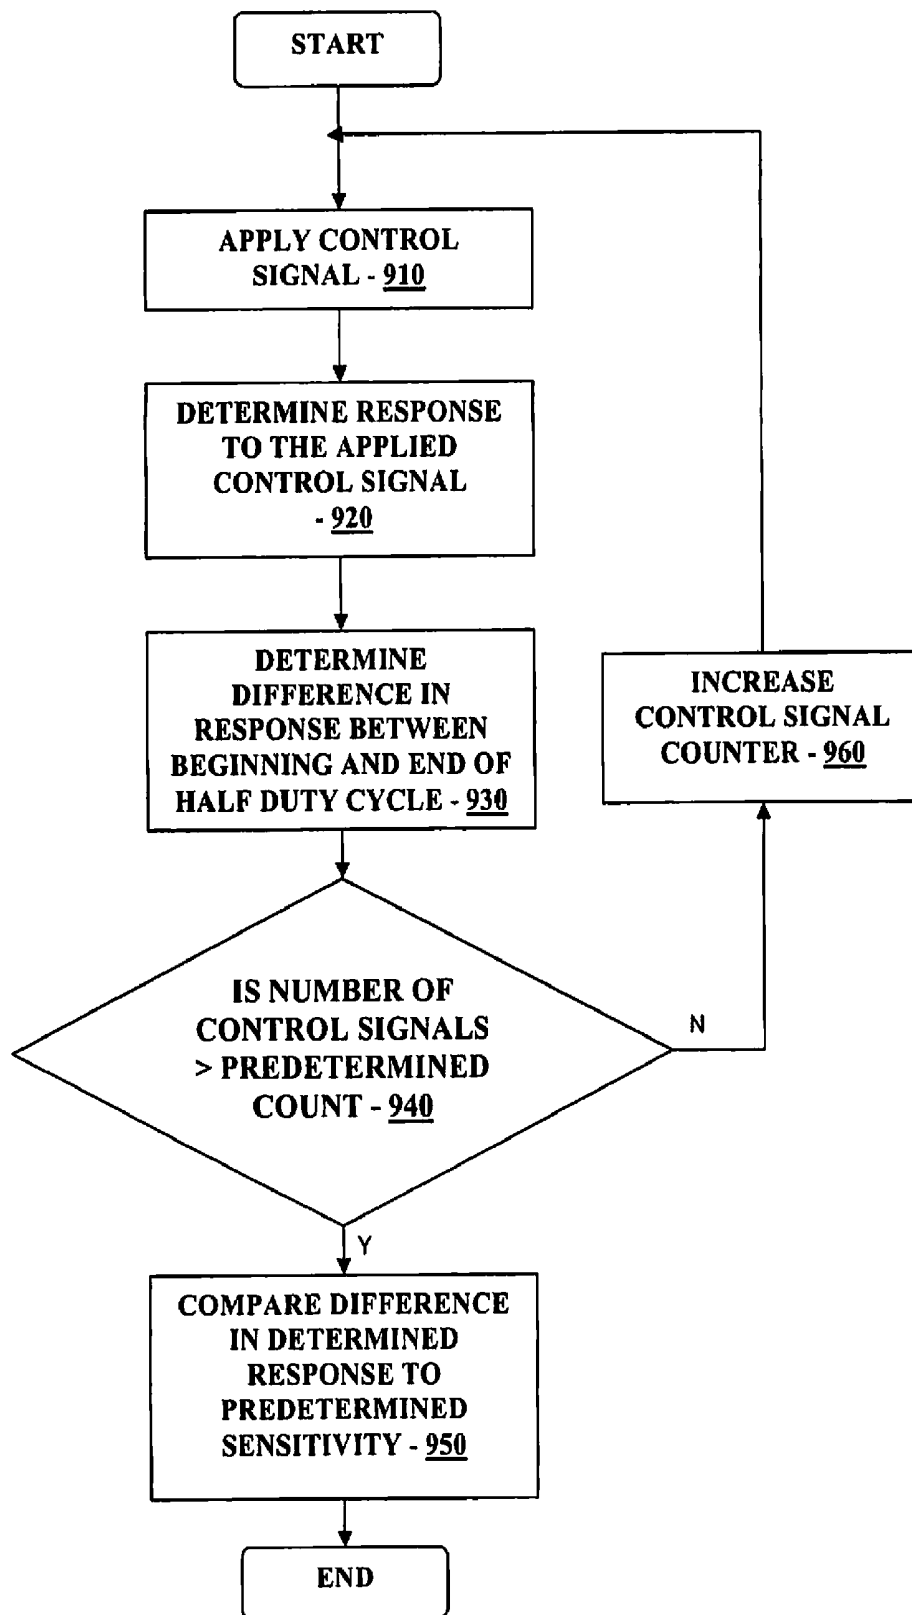 START
APPLY CONTROL
SIGNAL - 910
DETERMINE RESPONSE
TO THE APPLIED
CONTROL SIGNAL
- 920
DETERMINE
DIFFERENCE IN
RESPONSE BETWEEN
BEGINNING AND END OF
HALF DUTY CYCLE - 930
INCREASE
CONTROL SIGNAL
COUNTER - 960
IS NUMBER OF
CONTROL SIGNALS
> PREDETERMINED
COUNT - 940
N
Y
COMPARE DIFFERENCE
IN DETERMINED
RESPONSE TO
PREDETERMINED
SENSITIVITY - 950
END